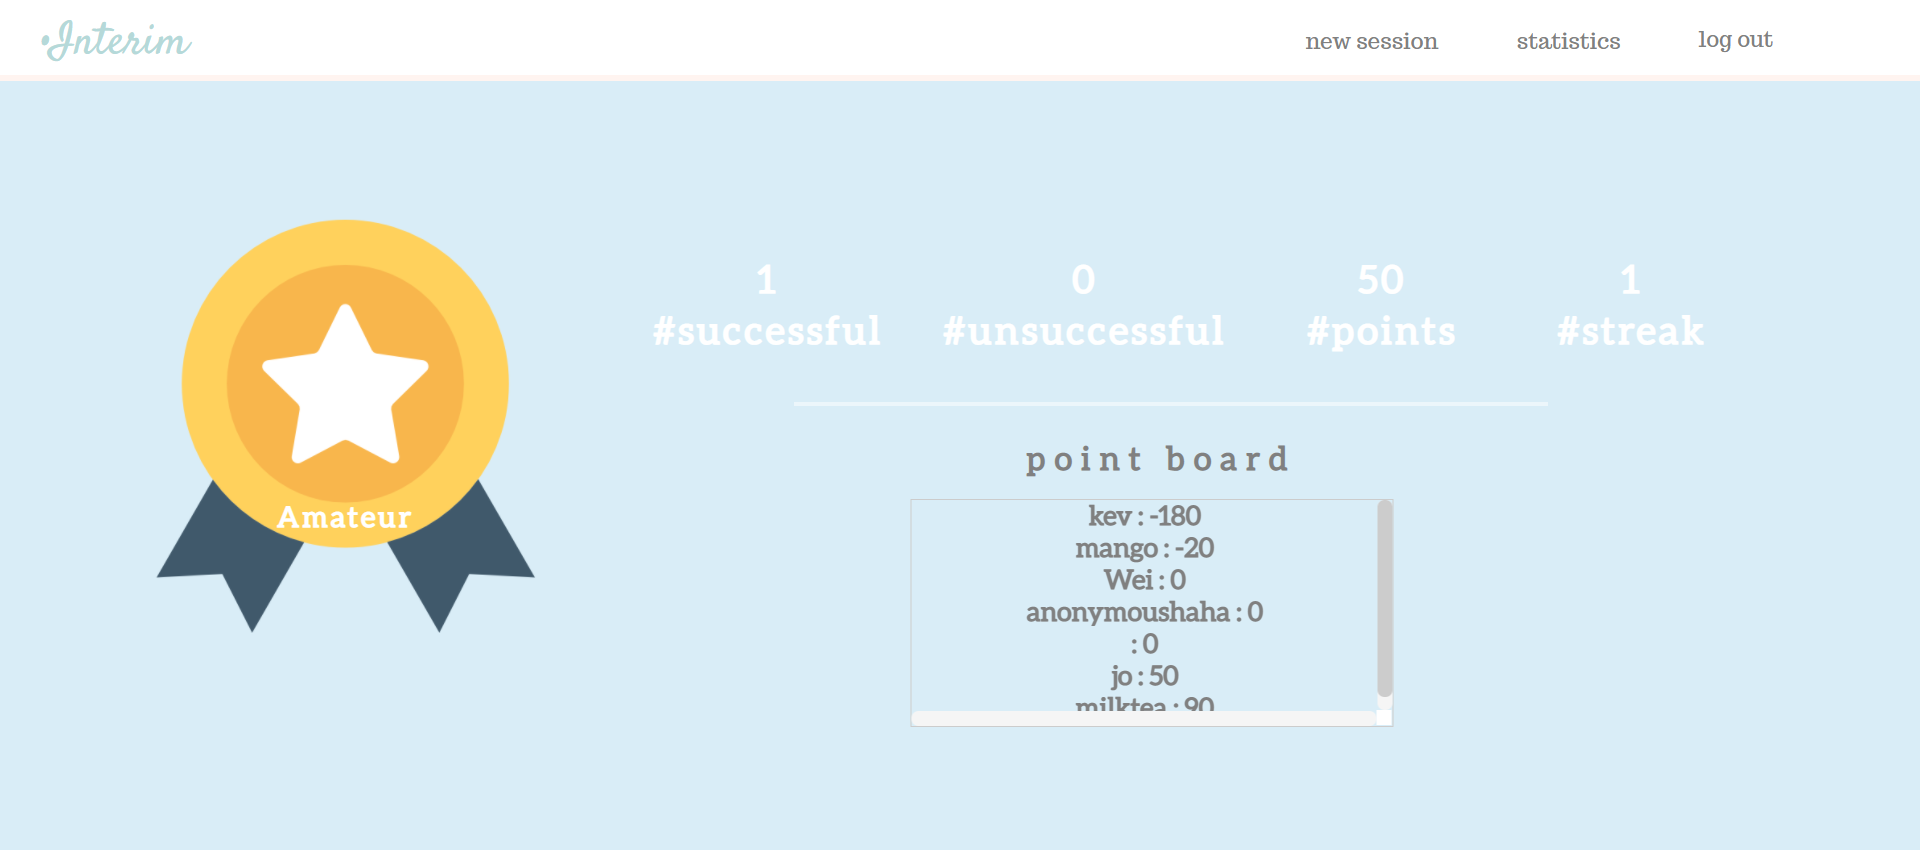 Interim
new session
statistics
log out
1
0
50
1
#successful
#unsuccessful
#points
#streak
Amateur
point board
kev : -180
mango : -20
Wei : 0
anonymoushaha : 0
: 0
jo : 50
milktea : 90